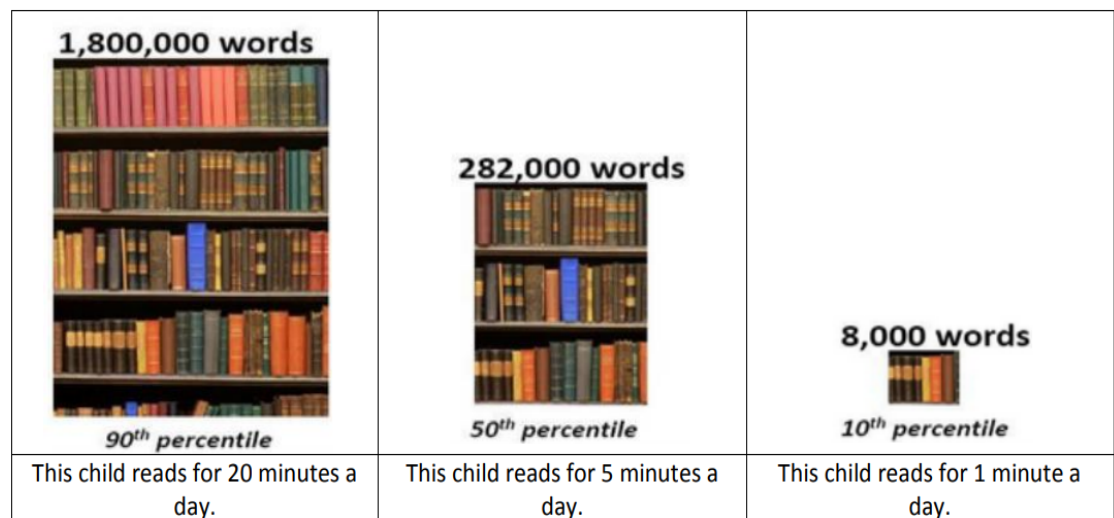 1,800,000 words
90th percentile
This child reads for 20 minutes a
day.
282,000 words
50th percentile
This child reads for 5 minutes a
day.
8,000 words
10th percentile
This child reads for 1 minute a
day.